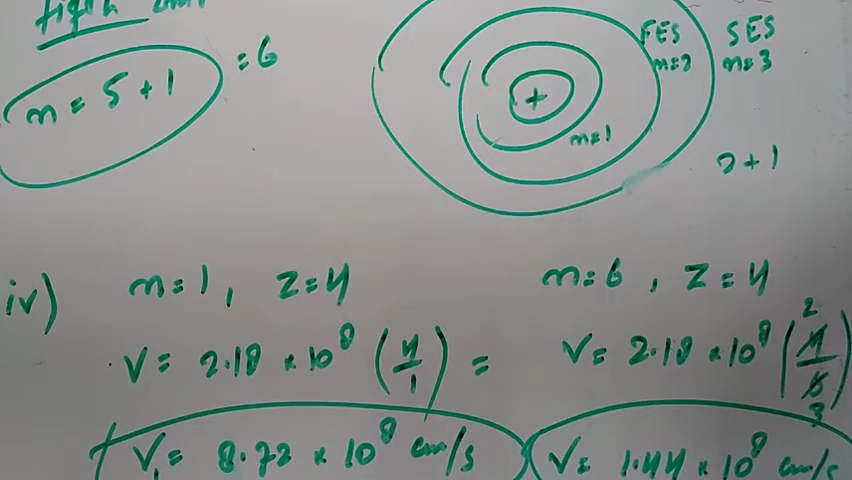 n = 5 + 1 = 6
+
n=1
FES
n=2
SES
n=3
2 + 1
iv) n=1, Z=4
V= 2.18 × 10⁸ (4/1) =
V₁= 8.72 × 10⁸ cm/s
n=6, Z=4
V= 2.18 × 10⁸ (4/6)
2
3
V= 1.44 × 10⁸ cm/s